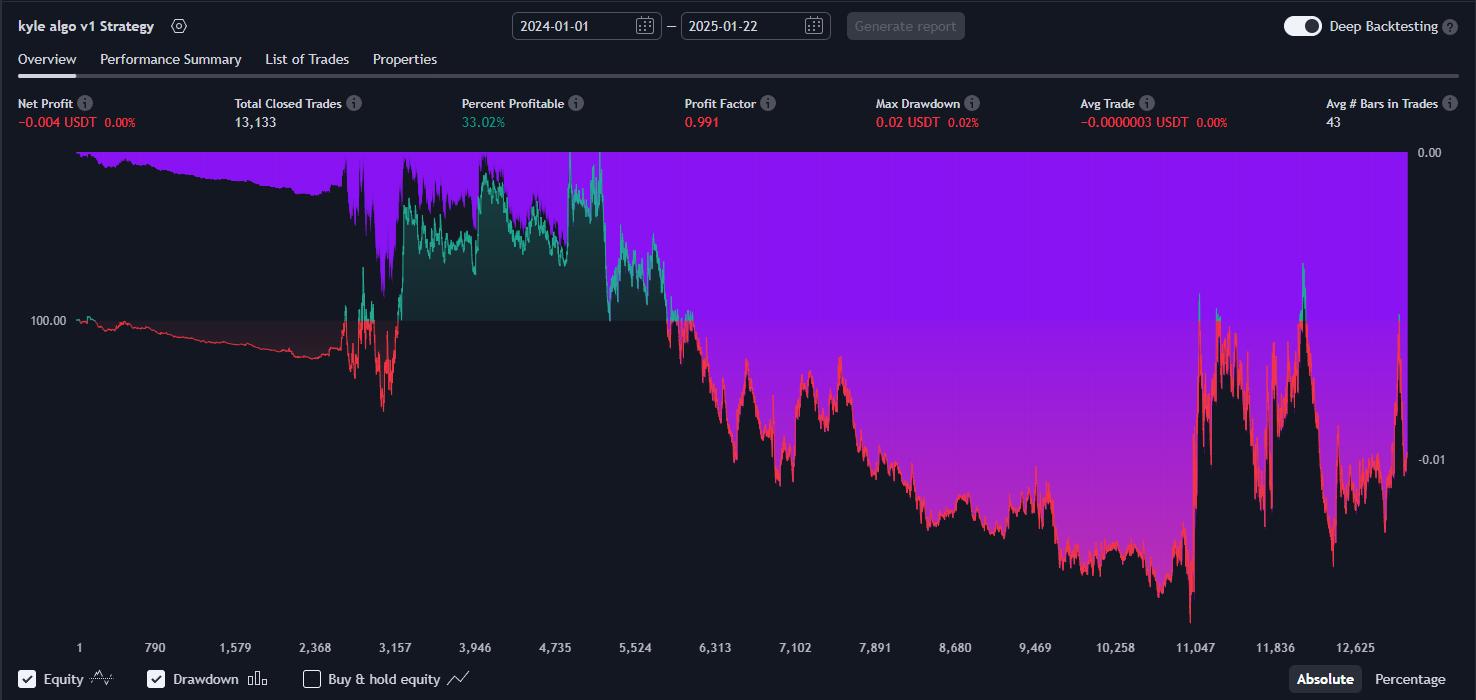 kyle algo v1 Strategy
2024-01-01 — 2025-01-22 Generate report Deep Backtesting ?
Overview Performance Summary List of Trades Properties
Net Profit Total Closed Trades Percent Profitable Profit Factor Max Drawdown Avg Trade Avg # Bars in Trades
−0.004 USDT 0.00% 13,133 33.02% 0.991 0.02 USDT 0.02% −0.0000003 USDT 0.00% 43
0.00
100.00
-0.01
1 790 1,579 2,368 3,157 3,946 4,735 5,524 6,313 7,102 7,891 8,680 9,469 10,258 11,047 11,836 12,625
Equity Drawdown Buy & hold equity Absolute Percentage